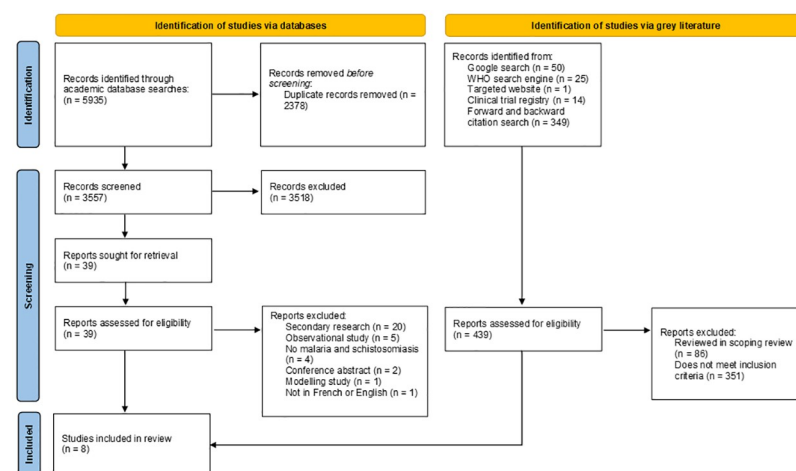 Identification of studies via databases
Identification of studies via grey literature
Identification
Records identified through
academic database searches:
(n = 5935)
Records removed before
screening:
Duplicate records removed (n =
2378)
Records identified from:
Google search (n = 50)
WHO search engine (n = 25)
Targeted website (n = 1)
Clinical trial registry (n = 14)
Forward and backward
citation search (n = 349)
Screening
Records screened
(n = 3557)
Records excluded
(n = 3518)
Reports sought for retrieval
(n = 39)
Reports assessed for eligibility
(n = 39)
Reports excluded:
Secondary research (n = 20)
Observational study (n = 5)
No malaria and schistosomiasis
(n = 4)
Conference abstract (n = 2)
Modelling study (n = 1)
Not in French or English (n = 1)
Reports assessed for eligibility
(n = 439)
Reports excluded:
Reviewed in scoping review
(n = 86)
Does not meet inclusion
criteria (n = 351)
Included
Studies included in review
(n = 8)